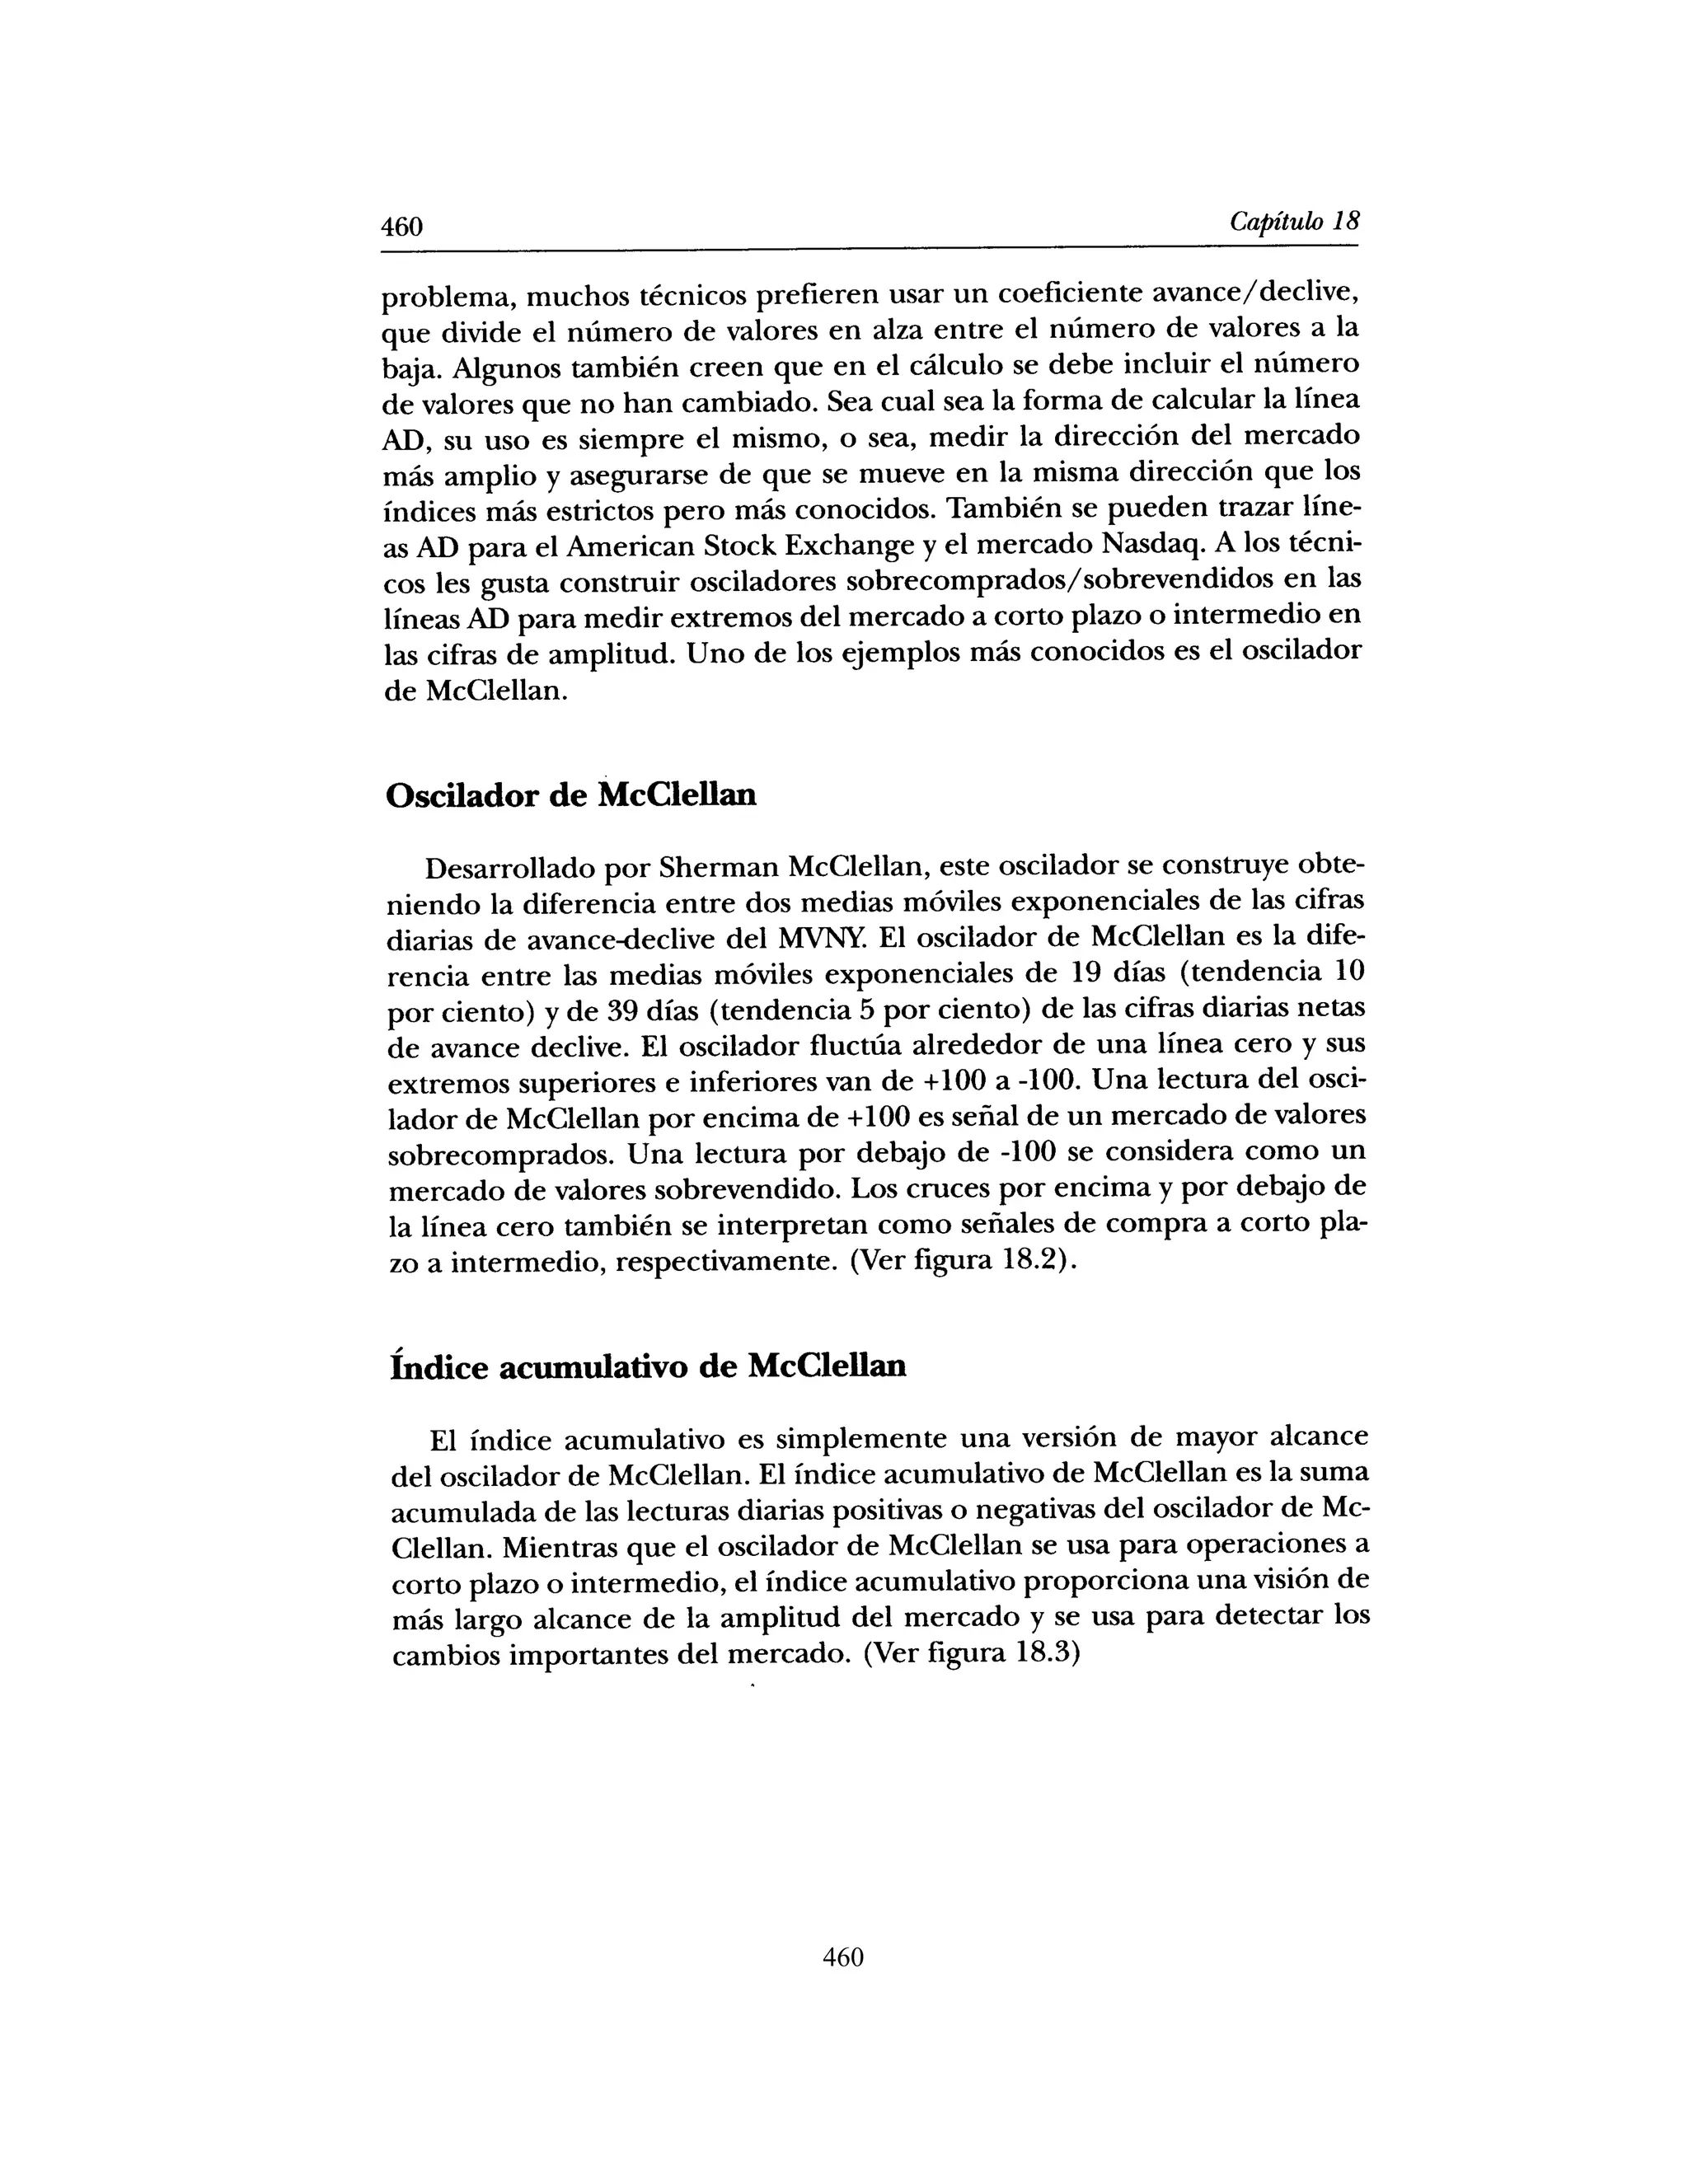 460 Capítulo 18
problema, muchos técnicos prefieren usar un coeficiente avance/declive,
que divide el número de valores en alza entre el número de valores a la
baja. Algunos también creen que en el cálculo se debe incluir el número
de valores que no han cambiado. Sea cual sea la forma de calcular la línea
AD, su uso es siempre el mismo, o sea, medir la dirección del mercado
más amplio y asegurarse de que se mueve en la misma dirección que los
índices más estrictos pero más conocidos. También se pueden trazar líne-
as AD para el American Stock Exchange y el mercado Nasdaq. A los técni-
cos les gusta construir osciladores sobrecomprados/sobrevendidos en las
líneas AD para medir extremos del mercado a corto plazo o intermedio en
las cifras de amplitud. Uno de los ejemplos más conocidos es el oscilador
de McClellan.
Oscilador de McClellan
Desarrollado por Sherman McClellan, este oscilador se construye obte-
niendo la diferencia entre dos medias móviles exponenciales de las cifras
diarias de avance-declive del MVNY. El oscilador de McClellan es la dife-
rencia entre las medias móviles exponenciales de 19 días (tendencia 10
por ciento) y de 39 días (tendencia 5 por ciento) de las cifras diarias netas
de avance declive. El oscilador fluctúa alrededor de una línea cero y sus
extremos superiores e inferiores van de +100 a -100. Una lectura del osci-
lador de McClellan por encima de +100 es señal de un mercado de valores
sobrecomprados. Una lectura por debajo de -100 se considera como un
mercado de valores sobrevendido. Los cruces por encima y por debajo de
la línea cero también se interpretan como señales de compra a corto pla-
zo a intermedio, respectivamente. (Ver figura 18.2).
Índice acumulativo de McClellan
El índice acumulativo es simplemente una versión de mayor alcance
del oscilador de McClellan. El índice acumulativo de McClellan es la suma
acumulada de las lecturas diarias positivas o negativas del oscilador de Mc-
Clellan. Mientras que el oscilador de McClellan se usa para operaciones a
corto plazo o intermedio, el índice acumulativo proporciona una visión de
más largo alcance de la amplitud del mercado y se usa para detectar los
cambios importantes del mercado. (Ver figura 18.3)
460